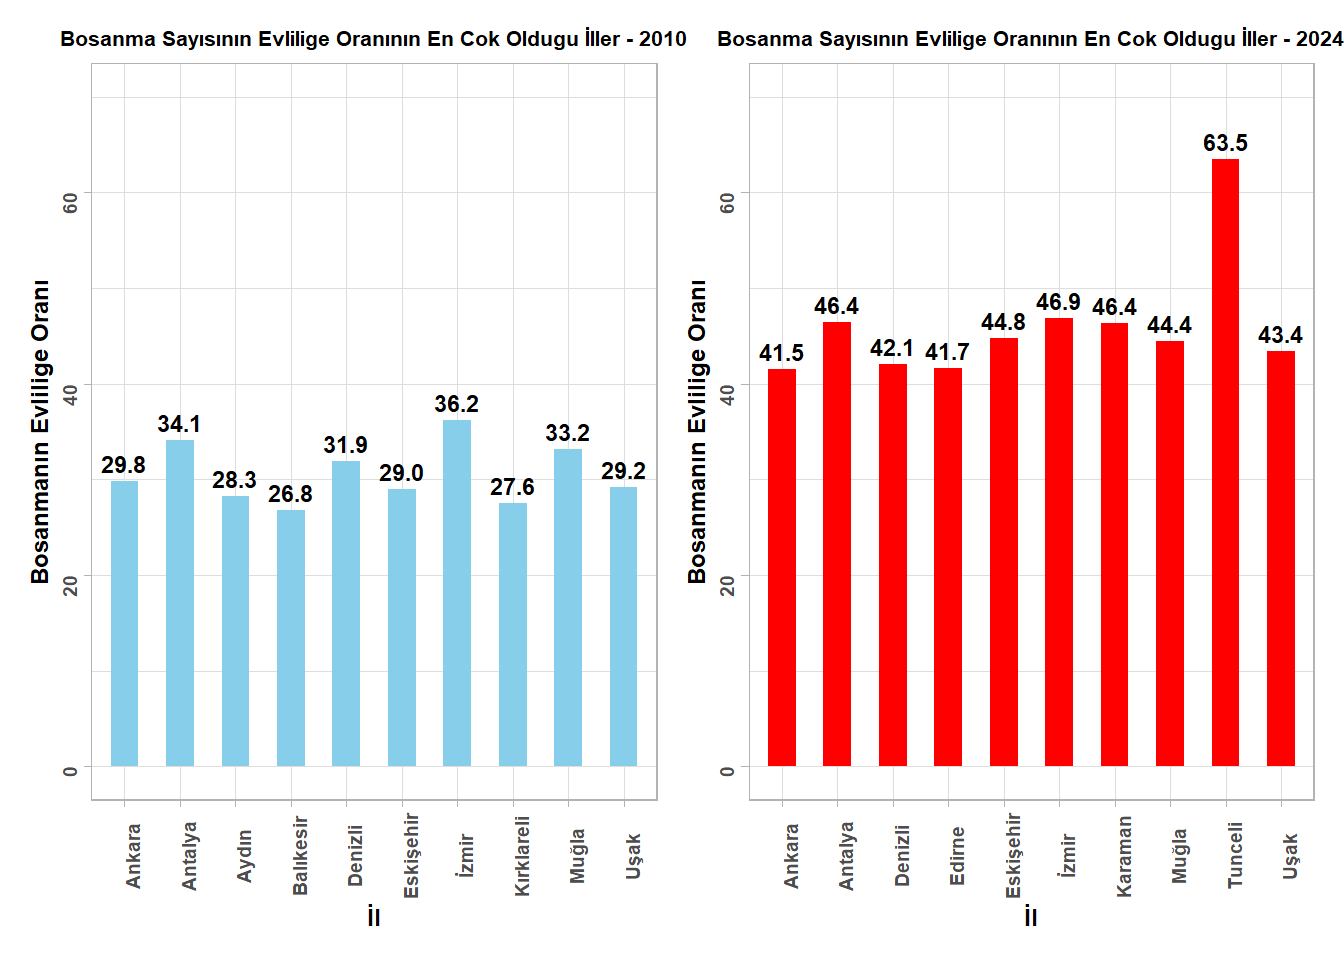 Bosanma Sayısının Evlilige Oranının En Cok Oldugu İller - 2010
Bosanmanın Evlilige Oranı
60
40
20
0
29.8
34.1
28.3
26.8
31.9
29.0
36.2
27.6
33.2
29.2
Ankara
Antalya
Aydın
Balıkesir
Denizli
Eskişehir
İzmir
Kırklareli
Muğla
Uşak
İl
Bosanma Sayısının Evlilige Oranının En Cok Oldugu İller - 2024
Bosanmanın Evlilige Oranı
60
40
20
0
41.5
46.4
42.1
41.7
44.8
46.9
46.4
44.4
63.5
43.4
Ankara
Antalya
Denizli
Edirne
Eskişehir
İzmir
Karaman
Muğla
Tunceli
Uşak
İl